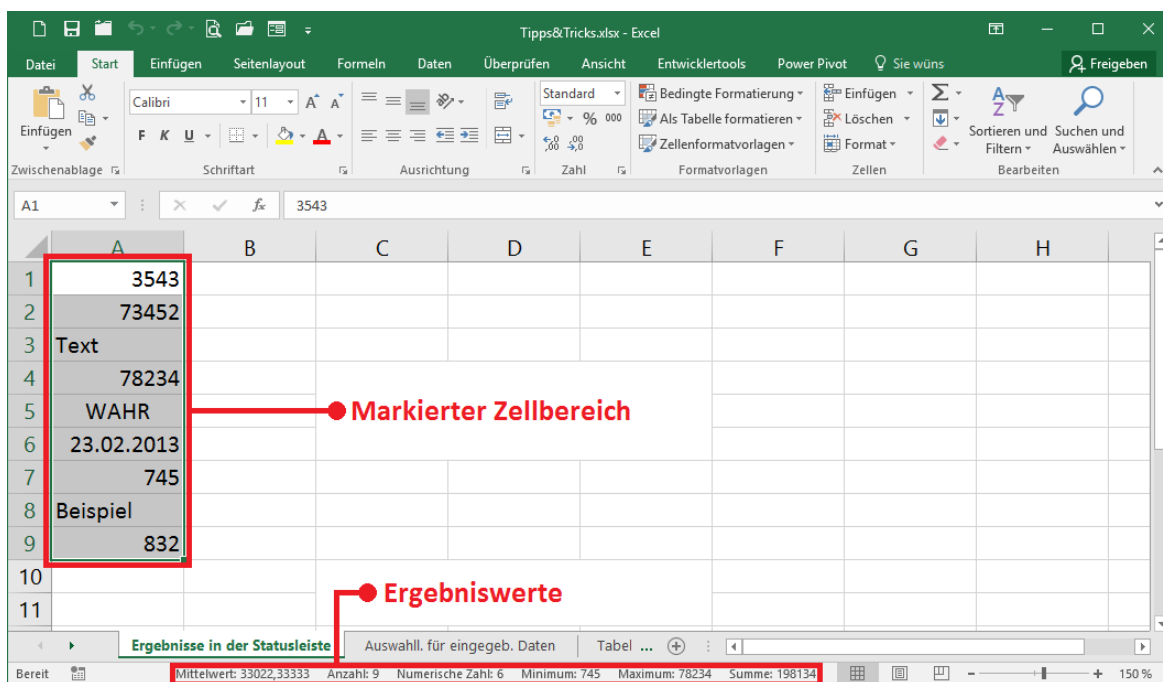 Tipps&Tricks.xlsx - Excel
Datei Start Einfügen Seitenlayout Formeln Daten Überprüfen Ansicht Entwicklertools Power Pivot Sie wüns Freigeben
Calibri 11 A A Standard Bedingte Formatierung Einfügen Σ A Z
Einfügen F K U A % 000 Als Tabelle formatieren Löschen Sortieren und Suchen und
,00 Zellenformatvorlagen Format Filtern Auswählen
Zwischenablage Schriftart Ausrichtung Zahl Formatvorlagen Zellen Bearbeiten
A1 fx 3543
A B C D E F G H
1 3543
2 73452
3 Text
4 78234
5 WAHR Markierter Zellbereich
6 23.02.2013
7 745
8 Beispiel
9 832
10 Ergebniswerte
11
Ergebnisse in der Statusleiste Auswahll. für eingegeb. Daten Tabel ...
Bereit Mittelwert: 33022,33333 Anzahl: 9 Numerische Zahl: 6 Minimum: 745 Maximum: 78234 Summe: 198134 150 %